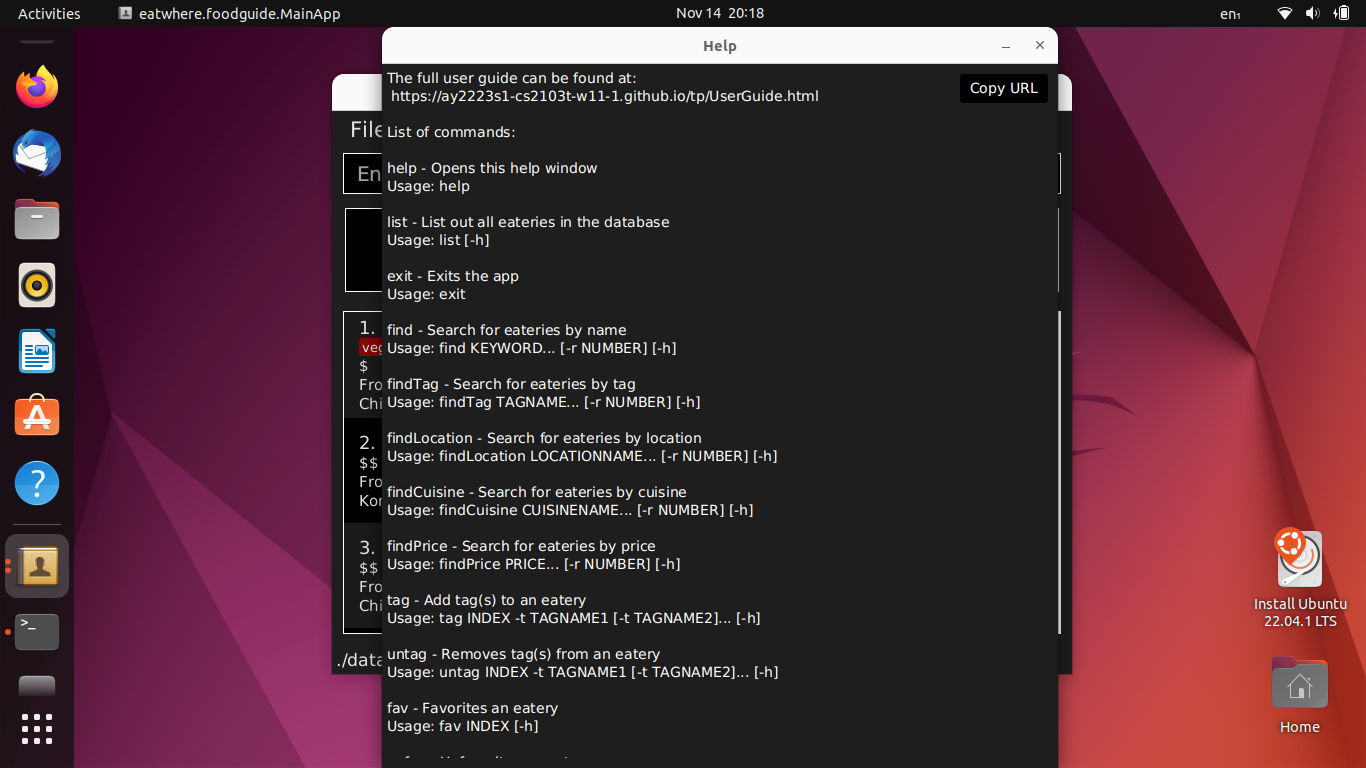 Activities
eatwhere.foodguide.MainApp
Nov 14 20:18
en₁
Help
The full user guide can be found at:
https://ay2223s1-cs2103t-w11-1.github.io/tp/UserGuide.html
Copy URL
List of commands:
help - Opens this help window
Usage: help
list - List out all eateries in the database
Usage: list [-h]
exit - Exits the app
Usage: exit
find - Search for eateries by name
Usage: find KEYWORD... [-r NUMBER] [-h]
findTag - Search for eateries by tag
Usage: findTag TAGNAME... [-r NUMBER] [-h]
findLocation - Search for eateries by location
Usage: findLocation LOCATIONNAME... [-r NUMBER] [-h]
findCuisine - Search for eateries by cuisine
Usage: findCuisine CUISINENAME... [-r NUMBER] [-h]
findPrice - Search for eateries by price
Usage: findPrice PRICE... [-r NUMBER] [-h]
tag - Add tag(s) to an eatery
Usage: tag INDEX -t TAGNAME1 [-t TAGNAME2]... [-h]
untag - Removes tag(s) from an eatery
Usage: untag INDEX -t TAGNAME1 [-t TAGNAME2]... [-h]
fav - Favorites an eatery
Usage: fav INDEX [-h]
File
En
1.
veg
$
Fro
Chi
2.
$$
Fro
Kor
3.
$$
Fro
Chi
./data
Install Ubuntu
22.04.1 LTS
Home